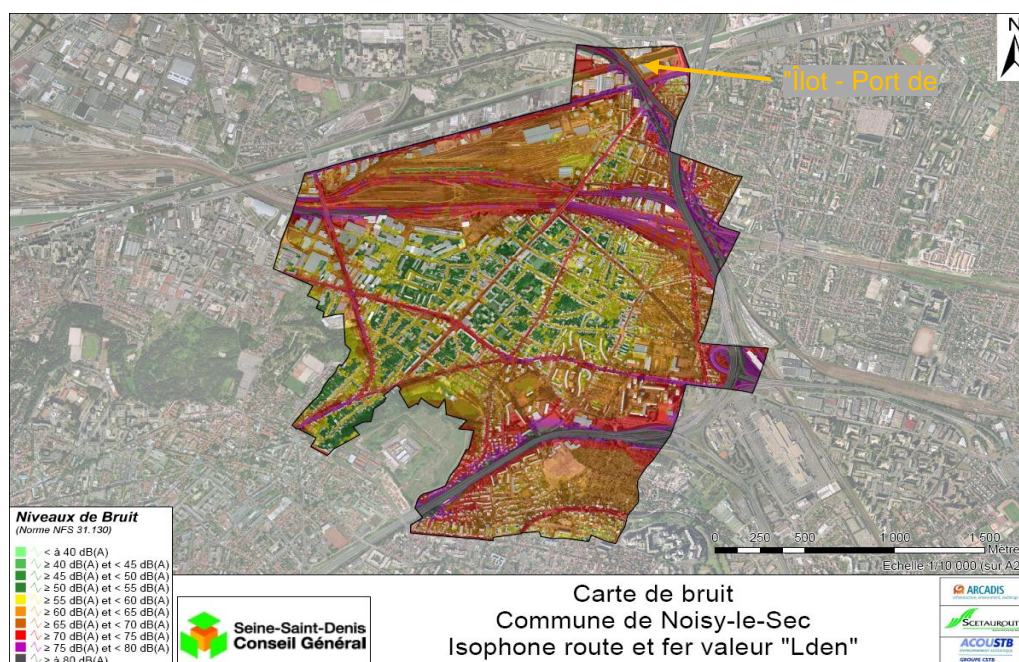 N
"Îlot - Port de
Niveaux de Bruit
(Norme NFS 31.130)
< à 40 dB(A)
≥ 40 dB(A) et < 45 dB(A)
≥ 45 dB(A) et < 50 dB(A)
≥ 50 dB(A) et < 55 dB(A)
≥ 55 dB(A) et < 60 dB(A)
≥ 60 dB(A) et < 65 dB(A)
≥ 65 dB(A) et < 70 dB(A)
≥ 70 dB(A) et < 75 dB(A)
≥ 75 dB(A) et < 80 dB(A)
≥ à 80 dB(A)
0 250 500 1 000 1 500
Mètre
Echelle 1/10 000 (sur A2
Seine-Saint-Denis
Conseil Général
Carte de bruit
Commune de Noisy-le-Sec
Isophone route et fer valeur "Lden"
ARCADIS
SCETAUROUT
ACOUSTB
GROUPE CSTB